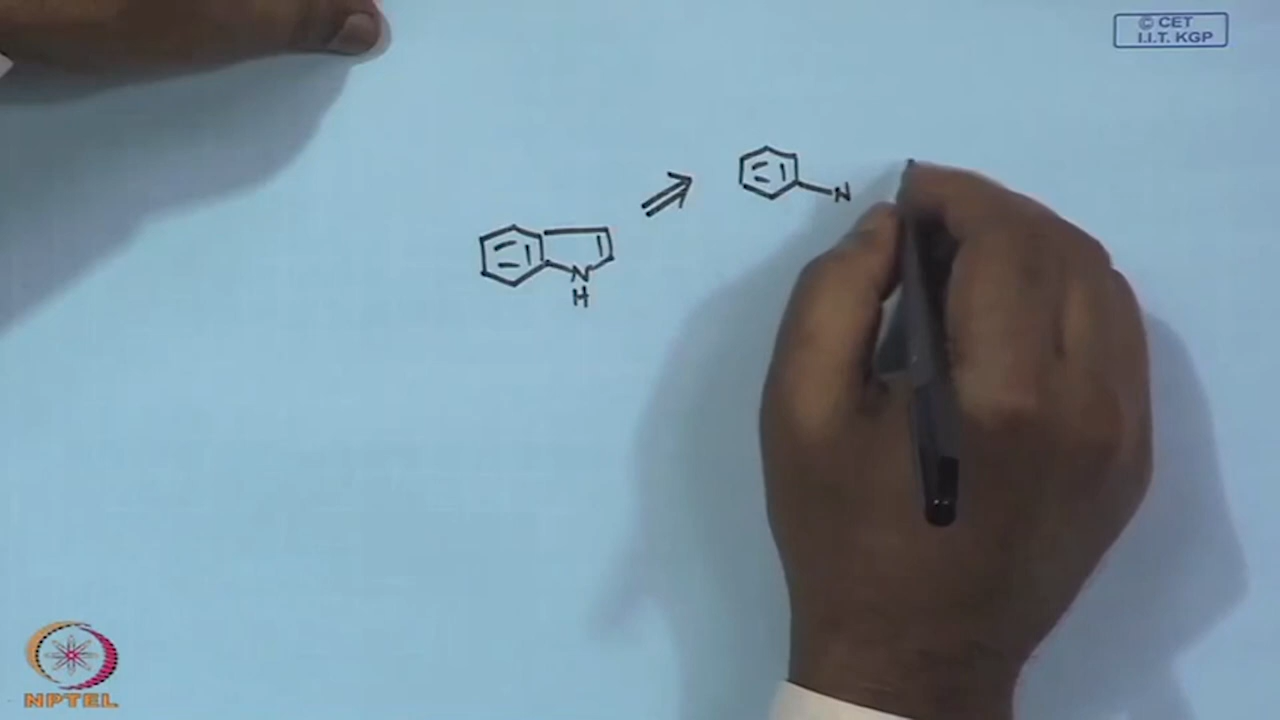 © CET
I.I.T. KGP
N
N
H
NPTEL